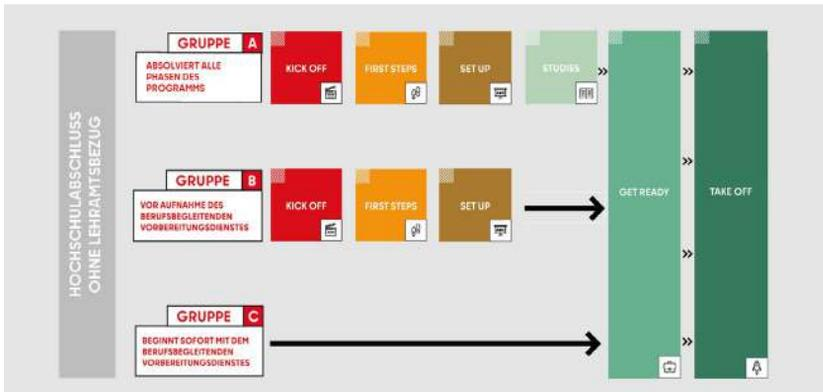 HOCHSCHULABSCHLUSS
OHNE LEHRAMTSBEZUG
GRUPPE A
ABSOLVIERT ALLE
PHASEN DES
PROGRAMMS
KICK OFF
FIRST STEPS
SET UP
STUDIES
»
»
GRUPPE B
VOR AUFNAHME DES
BERUFSBEGLEITENDEN
VORBEREITUNGSDIENSTES
KICK OFF
FIRST STEPS
SET UP
GET READY
»
TAKE OFF
»
GRUPPE C
BEGINNT SOFORT MIT DEM
BERUFSBEGLEITENDEN
VORBEREITUNGSDIENSTES
»